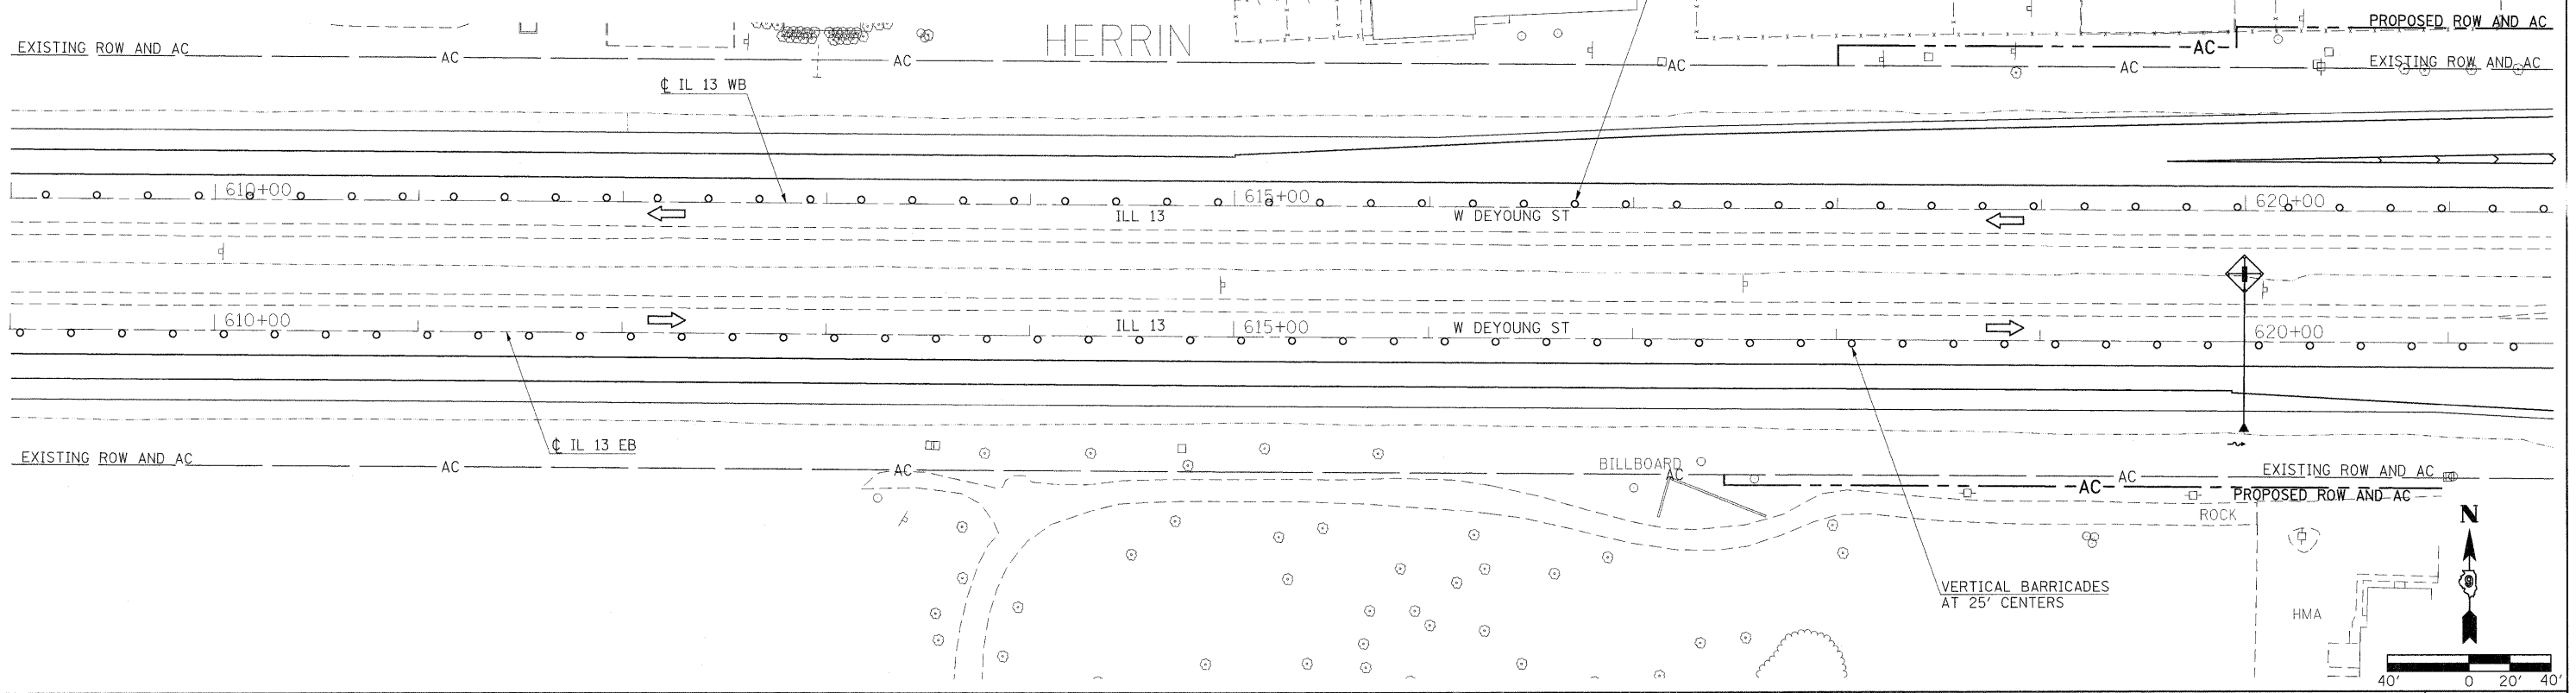 PROPOSED ROW AND AC
HERRIN
EXISTING ROW AND AC
AC
AC
AC
AC
AC
EXISTING ROW AND AC
℄ IL 13 WB
610+00
615+00
620+00
ILL 13
W DEYOUNG ST
610+00
ILL 13
615+00
W DEYOUNG ST
620+00
℄ IL 13 EB
EXISTING ROW AND AC
AC
AC
BILLBOARD
AC
AC
EXISTING ROW AND AC
AC
PROPOSED ROW AND AC
ROCK
N
VERTICAL BARRICADES
AT 25' CENTERS
HMA
40' 0 20' 40'